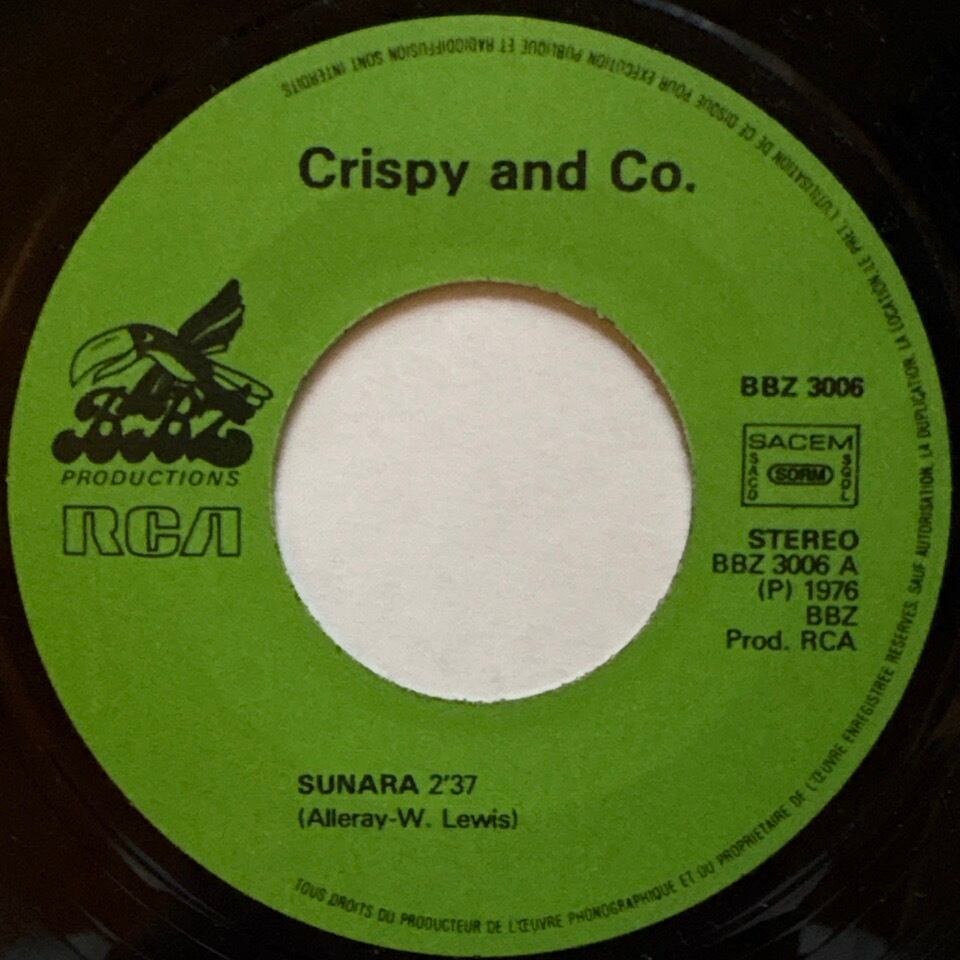 Crispy and Co.
B.BZ
PRODUCTIONS
RCA
BBZ 3006
SACEM
SACD SDRM SGDL
STEREO
BBZ 3006 A
(P) 1976
BBZ
Prod. RCA
SUNARA 2'37
(Alleray-W. Lewis)
TOUS DROITS DU PRODUCTEUR DE L'ŒUVRE PHONOGRAPHIQUE ET DU PROPRIETAIRE DE L'ŒUVRE ENREGISTREE RESERVES. SAUF AUTORISATION, LA DUPLICATION, LA LOCATION, LE PRET, L'UTILISATION DE CE DISQUE POUR EXECUTION PUBLIQUE ET RADIODIFFUSION SONT INTERDITS